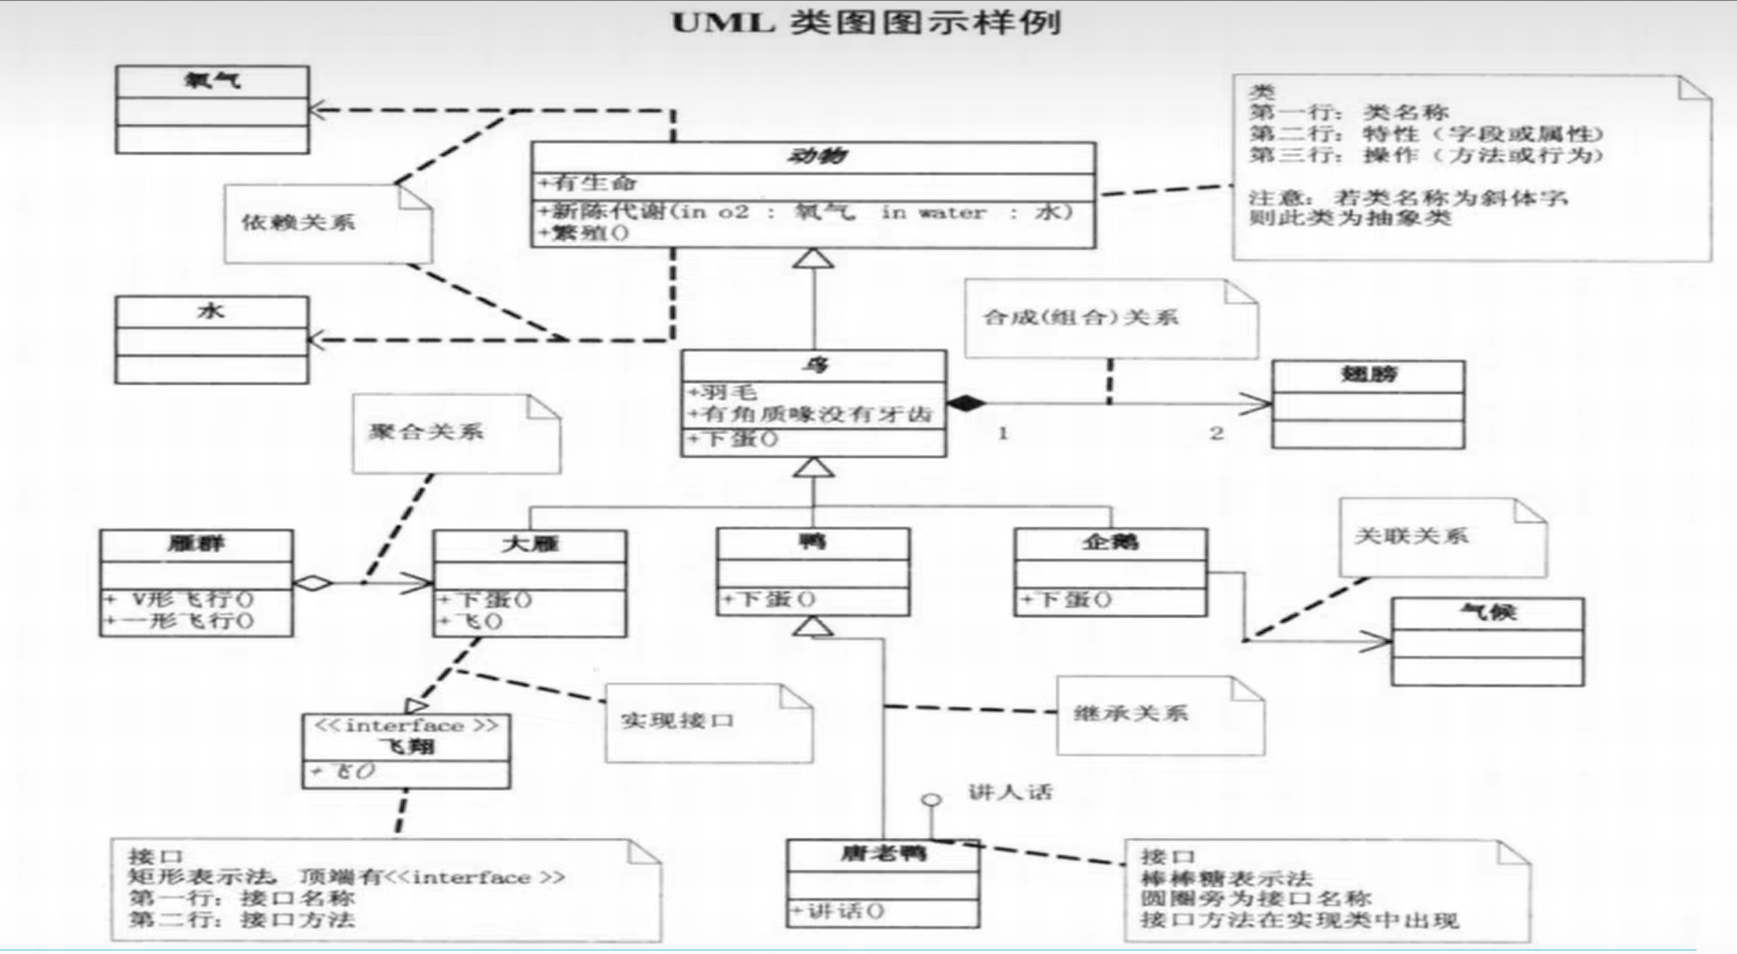 UML 类图图示样例
氧气
动物
+有生命
+新陈代谢(in o2 : 氧气, in water : 水)
+繁殖()
类
第一行: 类名称
第二行: 特性（字段或属性）
第三行: 操作（方法或行为）
注意: 若类名称为斜体字,
则此类为抽象类
依赖关系
水
合成(组合)关系
鸟
+羽毛
+有角质喙没有牙齿
+下蛋()
1
2
翅膀
聚合关系
雁群
+ V形飞行()
+一形飞行()
大雁
+下蛋()
+飞()
鸭
+下蛋()
企鹅
+下蛋()
关联关系
气候
<<interface >>
飞翔
+ 飞()
实现接口
继承关系
讲人话
唐老鸭
+讲话()
接口
矩形表示法, 顶端有<<interface >>
第一行: 接口名称
第二行: 接口方法
接口
棒棒糖表示法
圆圈旁为接口名称
接口方法在实现类中出现